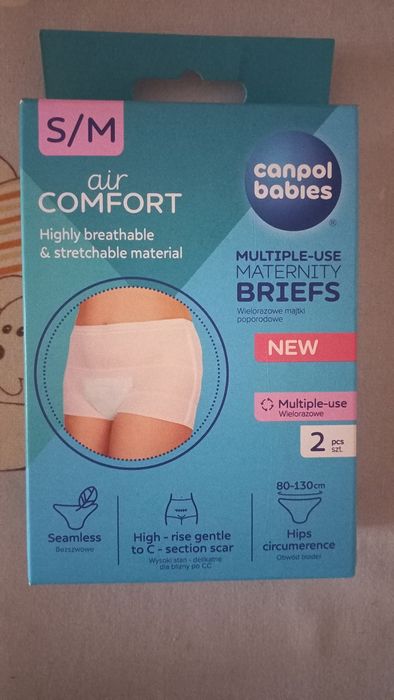 S/M
air
COMFORT
Highly breathable
& stretchable material
canpol
babies
®
MULTIPLE-USE
MATERNITY
BRIEFS
Wielorazowe majtki
poporodowe
NEW
Multiple-use
Wielorazowe
2 pcs
szt.
Seamless
Bezszwowe
High - rise gentle
to C - section scar
Wysoki stan - delikatne
dla blizny po CC
80-130cm
Hips
circumerence
Obwód bioder